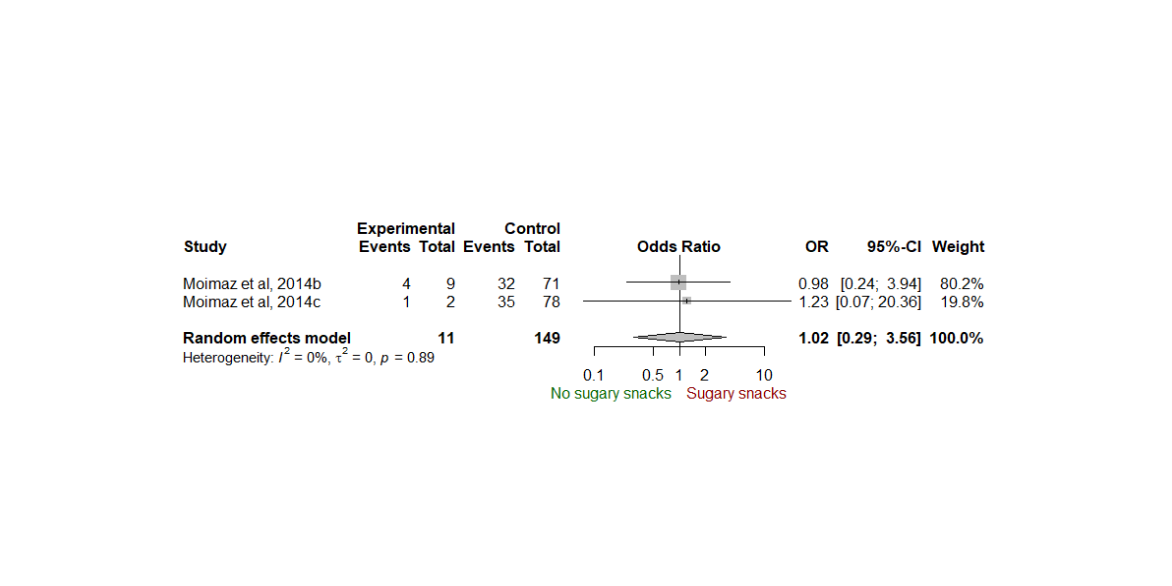 Experimental Control
Study Events Total Events Total Odds Ratio OR 95%-CI Weight
Moimaz et al, 2014b 4 9 32 71 0.98 [0.24; 3.94] 80.2%
Moimaz et al, 2014c 1 2 35 78 1.23 [0.07; 20.36] 19.8%
Random effects model 11 149 1.02 [0.29; 3.56] 100.0%
Heterogeneity: I² = 0%, τ² = 0, p = 0.89
0.1 0.5 1 2 10
No sugary snacks Sugary snacks